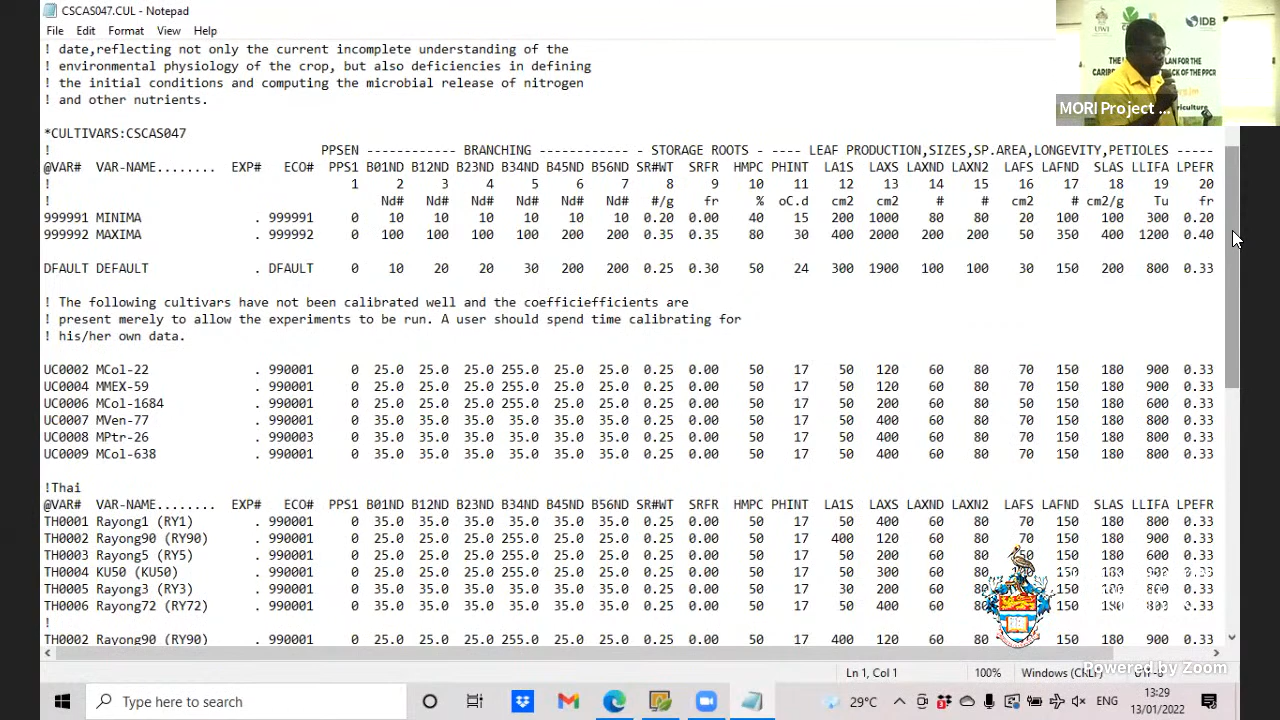 CSCAS047.CUL - Notepad
File Edit Format View Help
! date,reflecting not only the current incomplete understanding of the
! environmental physiology of the crop, but also deficiencies in defining
! the initial conditions and computing the microbial release of nitrogen
! and other nutrients.
*CULTIVARS:CSCAS047
! PPSEN ------------ BRANCHING ------------ - STORAGE ROOTS - ---- LEAF PRODUCTION,SIZES,SP.AREA,LONGEVITY,PETIOLES -----
@VAR# VAR-NAME........ EXP# ECO# PPS1 B01ND B12ND B23ND B34ND B45ND B56ND SR#WT SRFR HMPC PHINT LA1S LAXS LAXND LAXN2 LAFS LAFND SLAS LLIFA LPEFR
! 1 2 3 4 5 6 7 8 9 10 11 12 13 14 15 16 17 18 19 20
! Nd# Nd# Nd# Nd# Nd# Nd# #/g fr % oC.d cm2 cm2 # # cm2 # cm2/g Tu fr
999991 MINIMA . 999991 0 10 10 10 10 10 10 0.20 0.00 40 15 200 1000 80 80 20 100 100 300 0.20
999992 MAXIMA . 999992 0 100 100 100 100 200 200 0.35 0.35 80 30 400 2000 200 200 50 350 400 1200 0.40
DFAULT DEFAULT . DFAULT 0 10 20 20 30 200 200 0.25 0.30 50 24 300 1900 100 100 30 150 200 800 0.33
! The following cultivars have not been calibrated well and the coefficiefficients are
! present merely to allow the experiments to be run. A user should spend time calibrating for
! his/her own data.
UC0002 MCol-22 . 990001 0 25.0 25.0 25.0 255.0 25.0 25.0 0.25 0.00 50 17 50 120 60 80 70 150 180 900 0.33
UC0004 MMEX-59 . 990001 0 25.0 25.0 25.0 255.0 25.0 25.0 0.25 0.00 50 17 50 120 60 80 70 150 180 900 0.33
UC0006 MCol-1684 . 990001 0 25.0 25.0 25.0 255.0 25.0 25.0 0.25 0.00 50 17 50 200 60 80 50 150 180 600 0.33
UC0007 MVen-77 . 990001 0 35.0 35.0 35.0 35.0 35.0 35.0 0.25 0.00 50 17 50 400 60 80 70 150 180 800 0.33
UC0008 MPtr-26 . 990003 0 35.0 35.0 35.0 35.0 35.0 35.0 0.25 0.00 50 17 50 400 60 80 70 150 180 800 0.33
UC0009 MCol-638 . 990001 0 35.0 35.0 35.0 35.0 35.0 35.0 0.25 0.00 50 17 50 400 60 80 70 150 180 800 0.33
!Thai
@VAR# VAR-NAME........ EXP# ECO# PPS1 B01ND B12ND B23ND B34ND B45ND B56ND SR#WT SRFR HMPC PHINT LA1S LAXS LAXND LAXN2 LAFS LAFND SLAS LLIFA LPEFR
TH0001 Rayong1 (RY1) . 990001 0 35.0 35.0 35.0 35.0 35.0 35.0 0.25 0.00 50 17 50 400 60 80 70 150 180 800 0.33
TH0002 Rayong90 (RY90) . 990001 0 25.0 25.0 25.0 255.0 25.0 25.0 0.25 0.00 50 17 400 120 60 80 70 150 180 900 0.33
TH0003 Rayong5 (RY5) . 990001 0 25.0 25.0 25.0 255.0 25.0 25.0 0.25 0.00 50 17 50 200 60 80 50 150 180 600 0.33
TH0004 KU50 (KU50) . 990001 0 25.0 25.0 25.0 255.0 25.0 25.0 0.25 0.00 50 17 50 300 60 80
TH0005 Rayong3 (RY3) . 990001 0 35.0 35.0 35.0 35.0 35.0 35.0 0.25 0.00 50 17 30 200 60 80
TH0006 Rayong72 (RY72) . 990001 0 35.0 35.0 35.0 35.0 35.0 35.0 0.25 0.00 50 17 50 400 60 80
!
TH0002 Rayong90 (RY90) . 990001 0 25.0 25.0 25.0 255.0 25.0 25.0 0.25 0.00 50 17 400 120 60 80 70 150 180 900 0.33
Ln 1, Col 1 100% Windows (CRLF) UTF-8
Powered by Zoom
Type here to search
29°C ENG 13:29
13/01/2022
UWI IDB
MORI Project ...